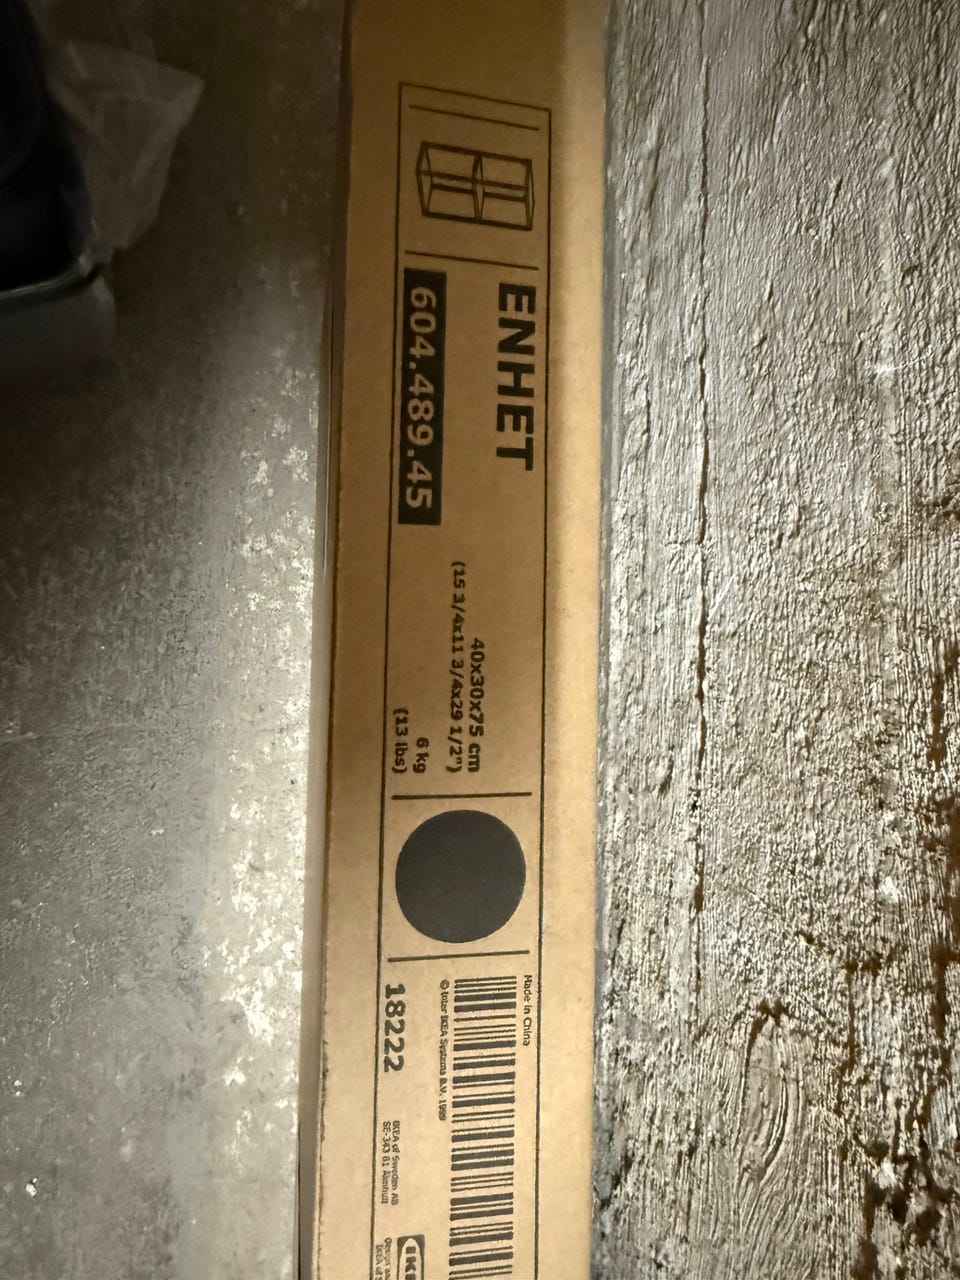 ENHET
604.489.45
40x30x75 cm
(15 3/4x11 3/4x29 1/2")
6 kg
(13 lbs)
Made in China
© Inter IKEA Systems B.V. 1999
18222
IKEA of Sweden AB
SE-343 81 Älmhult